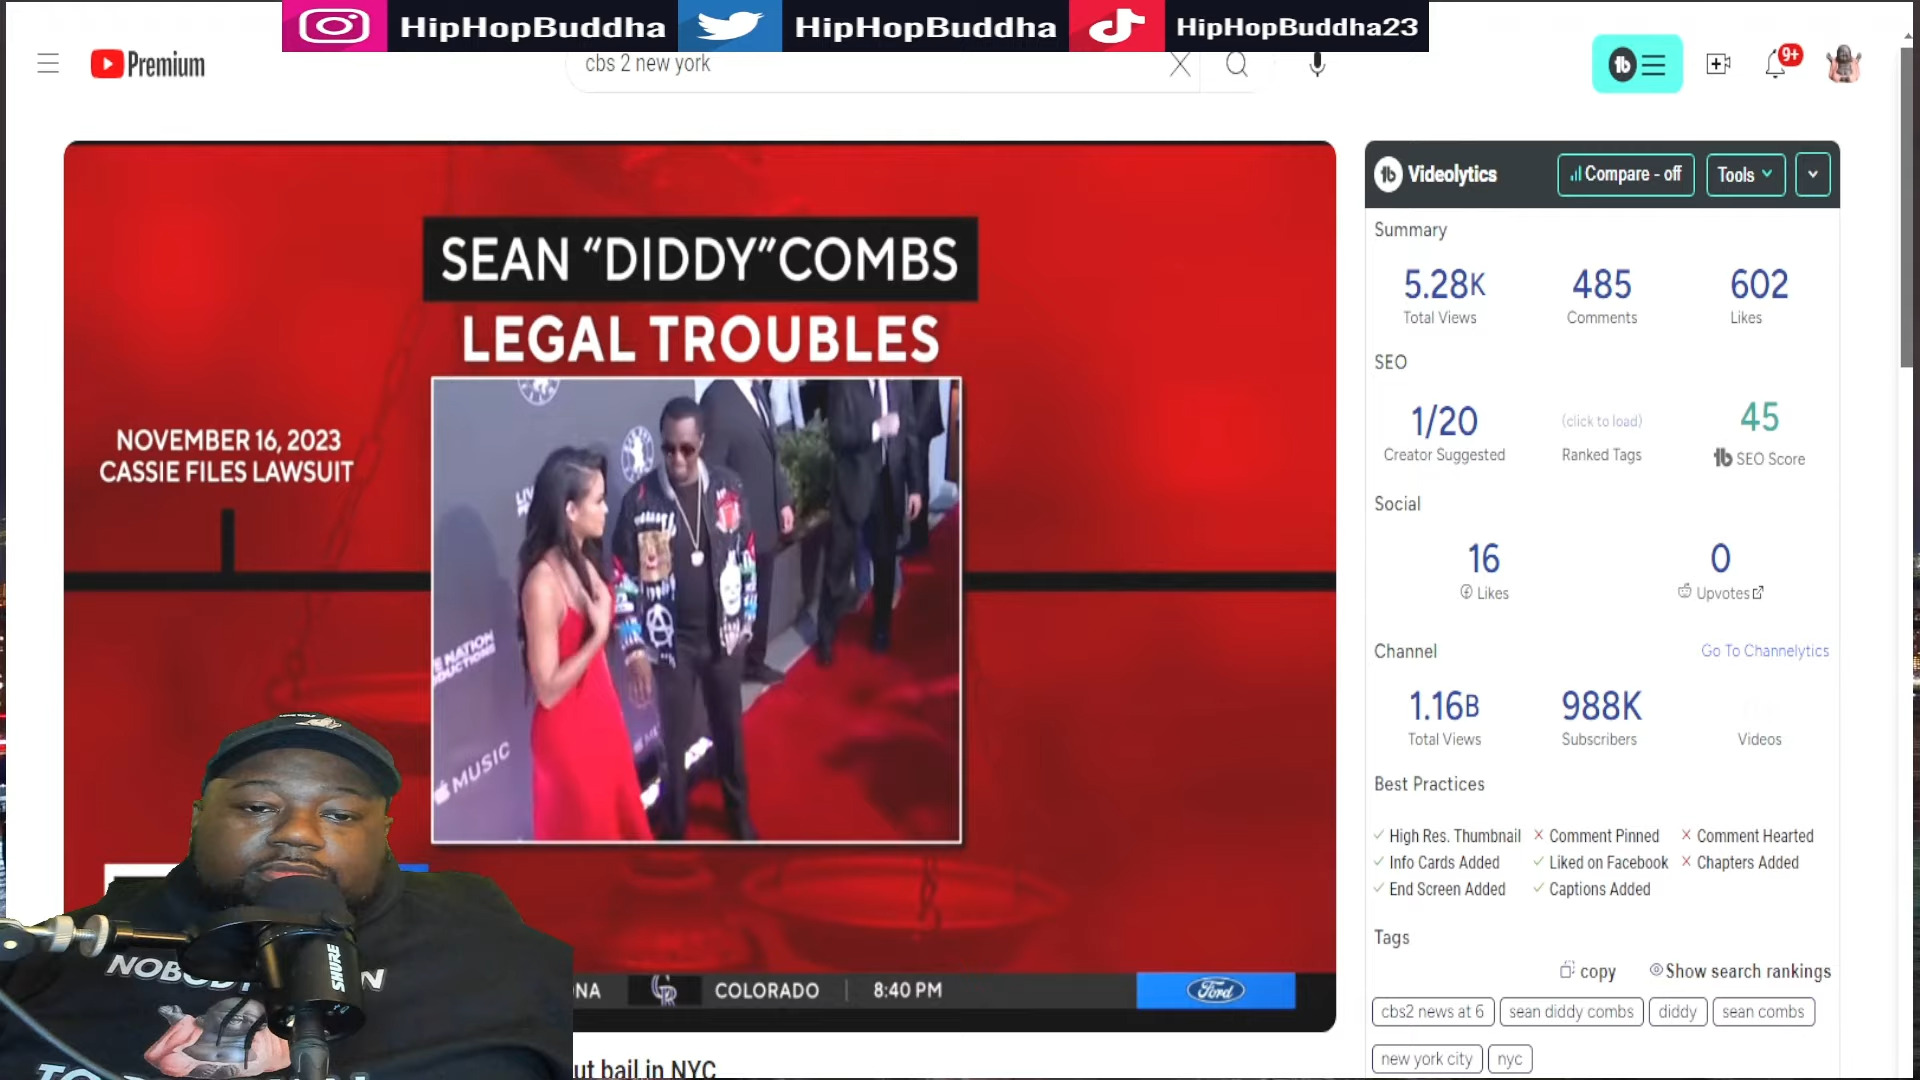 HipHopBuddha HipHopBuddha HipHopBuddha23
Premium
cbs 2 new york
9+
SEAN “DIDDY” COMBS
LEGAL TROUBLES
NOVEMBER 16, 2023
CASSIE FILES LAWSUIT
MUSIC
SHURE
NA COLORADO | 8:40 PM Ford
ut bail in NYC
Videolytics Compare - off Tools
Summary
5.28K 485 602
Total Views Comments Likes
SEO
1/20 (click to load) 45
Creator Suggested Ranked Tags tb SEO Score
Social
16 0
Likes Upvotes
Channel Go To Channelytics
1.16B 988K
Total Views Subscribers Videos
Best Practices
High Res. Thumbnail Comment Pinned Comment Hearted
Info Cards Added Liked on Facebook Chapters Added
End Screen Added Captions Added
Tags
copy Show search rankings
cbs2 news at 6 sean diddy combs diddy sean combs
new york city nyc